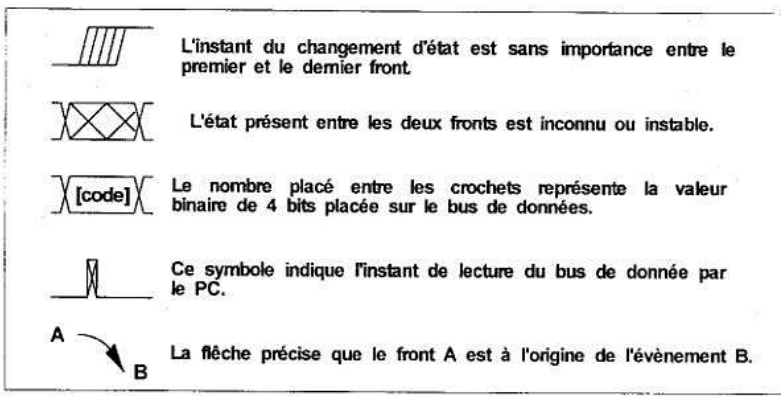 L'instant du changement d'état est sans importance entre le
premier et le dernier front.
L'état présent entre les deux fronts est inconnu ou instable.
[code]
Le nombre placé entre les crochets représente la valeur
binaire de 4 bits placée sur le bus de données.
Ce symbole indique l'instant de lecture du bus de donnée par
le PC.
A
B
La flêche précise que le front A est à l'origine de l'évènement B.